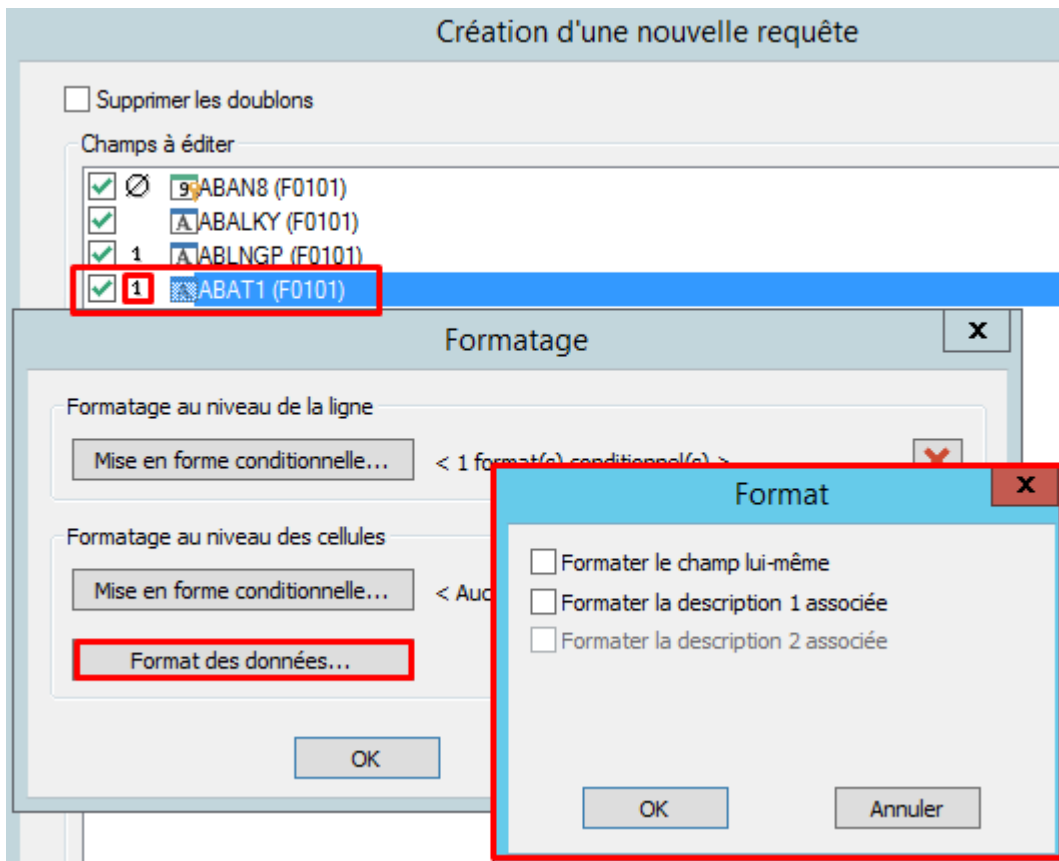 Création d'une nouvelle requête
Supprimer les doublons
Champs à éditer
ABAN8 (F0101)
ABALKY (F0101)
1 ABLNGP (F0101)
1 ABAT1 (F0101)
Formatage
x
Formatage au niveau de la ligne
Mise en forme conditionnelle... < 1 format(s) conditionnel(s) >
Format
x
Formatage au niveau des cellules
Mise en forme conditionnelle... <
Format des données...
Formater le champ lui-même
Formater la description 1 associée
Formater la description 2 associée
OK
OK
Annuler